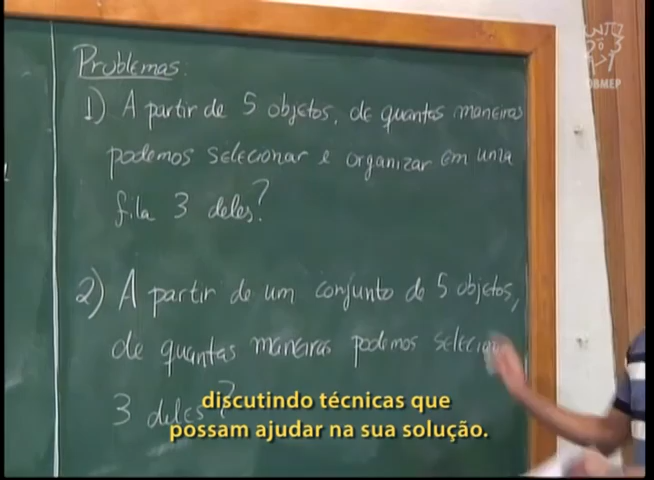 Problemas:
1) A partir de 5 objetos, de quantas maneiras
podemos selecionar e organizar em uma
fila 3 deles?
2) A partir de um conjunto de 5 objetos,
de quantas maneiras podemos
3 deles?
discutindo técnicas que
possam ajudar na sua solução.
OBMEP